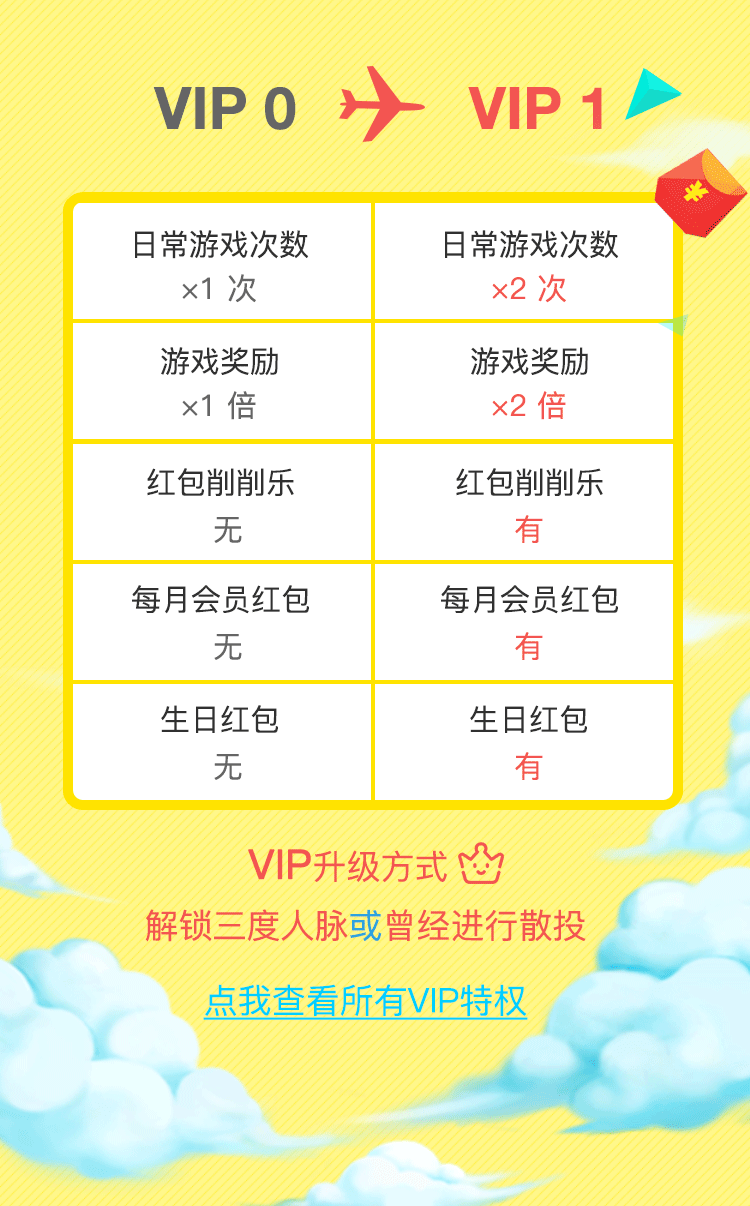 VIP 0 VIP 1
日常游戏次数 日常游戏次数
×1 次 ×2 次
游戏奖励 游戏奖励
×1 倍 ×2 倍
红包削削乐 红包削削乐
无 有
每月会员红包 每月会员红包
无 有
生日红包 生日红包
无 有
VIP升级方式
解锁三度人脉或曾经进行散投
点我查看所有VIP特权